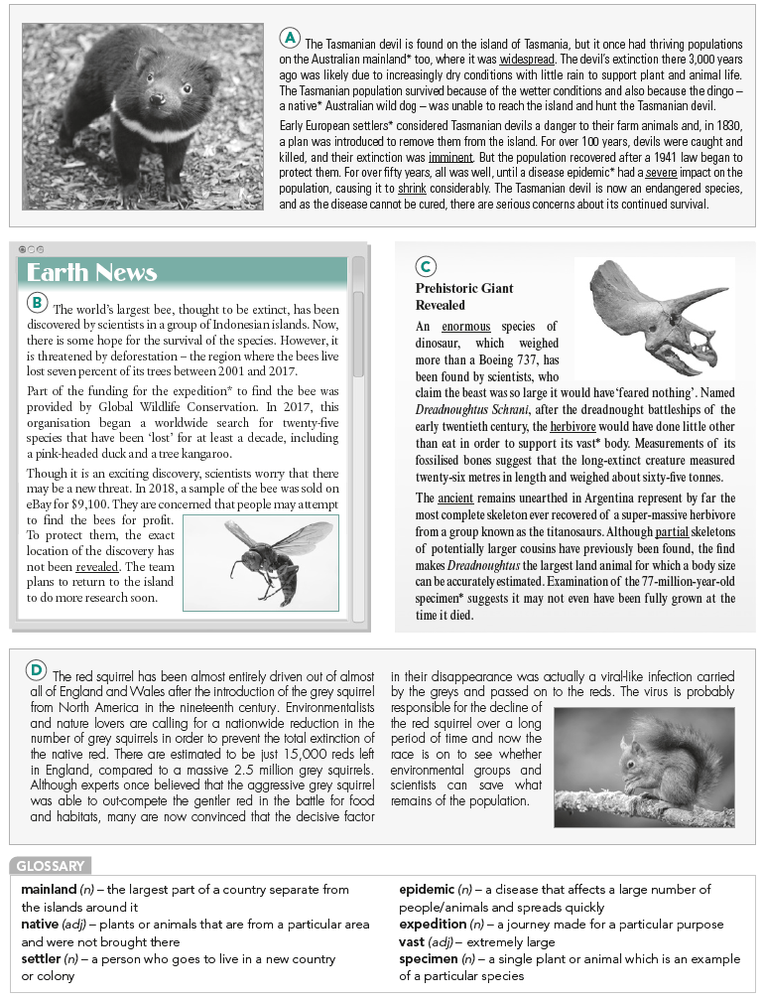 A The Tasmanian devil is found on the island of Tasmania, but it once had thriving populations
on the Australian mainland* too, where it was widespread. The devil's extinction there 3,000 years
ago was likely due to increasingly dry conditions with little rain to support plant and animal life.
The Tasmanian population survived because of the wetter conditions and also because the dingo –
a native* Australian wild dog – was unable to reach the island and hunt the Tasmanian devil.
Early European settlers* considered Tasmanian devils a danger to their farm animals and, in 1830,
a plan was introduced to remove them from the island. For over 100 years, devils were caught and
killed, and their extinction was imminent. But the population recovered after a 1941 law began to
protect them. For over fifty years, all was well, until a disease epidemic* had a severe impact on the
population, causing it to shrink considerably. The Tasmanian devil is now an endangered species,
and as the disease cannot be cured, there are serious concerns about its continued survival.
Earth News
B The world's largest bee, thought to be extinct, has been
discovered by scientists in a group of Indonesian islands. Now,
there is some hope for the survival of the species. However, it
is threatened by deforestation – the region where the bees live
lost seven percent of its trees between 2001 and 2017.
Part of the funding for the expedition* to find the bee was
provided by Global Wildlife Conservation. In 2017, this
organisation began a worldwide search for twenty-five
species that have been 'lost' for at least a decade, including
a pink-headed duck and a tree kangaroo.
Though it is an exciting discovery, scientists worry that there
may be a new threat. In 2018, a sample of the bee was sold on
eBay for $9,100. They are concerned that people may attempt
to find the bees for profit.
To protect them, the exact
location of the discovery has
not been revealed. The team
plans to return to the island
to do more research soon.
C
Prehistoric Giant
Revealed
An enormous species of
dinosaur, which weighed
more than a Boeing 737, has
been found by scientists, who
claim the beast was so large it would have 'feared nothing'. Named
Dreadnoughtus Schrani, after the dreadnought battleships of the
early twentieth century, the herbivore would have done little other
than eat in order to support its vast* body. Measurements of its
fossilised bones suggest that the long-extinct creature measured
twenty-six metres in length and weighed about sixty-five tonnes.
The ancient remains unearthed in Argentina represent by far the
most complete skeleton ever recovered of a super-massive herbivore
from a group known as the titanosaurs. Although partial skeletons
of potentially larger cousins have previously been found, the find
makes Dreadnoughtus the largest land animal for which a body size
can be accurately estimated. Examination of the 77-million-year-old
specimen* suggests it may not even have been fully grown at the
time it died.
D The red squirrel has been almost entirely driven out of almost
all of England and Wales after the introduction of the grey squirrel
from North America in the nineteenth century. Environmentalists
and nature lovers are calling for a nationwide reduction in the
number of grey squirrels in order to prevent the total extinction of
the native red. There are estimated to be just 15,000 reds left
in England, compared to a massive 2.5 million grey squirrels.
Although experts once believed that the aggressive grey squirrel
was able to out-compete the gentler red in the battle for food
and habitats, many are now convinced that the decisive factor
in their disappearance was actually a viral-like infection carried
by the greys and passed on to the reds. The virus is probably
responsible for the decline of
the red squirrel over a long
period of time and now the
race is on to see whether
environmental groups and
scientists can save what
remains of the population.
GLOSSARY
mainland (n) – the largest part of a country separate from
the islands around it
native (adj) – plants or animals that are from a particular area
and were not brought there
settler (n) – a person who goes to live in a new country
or colony
epidemic (n) – a disease that affects a large number of
people/animals and spreads quickly
expedition (n) – a journey made for a particular purpose
vast (adj) – extremely large
specimen (n) – a single plant or animal which is an example
of a particular species